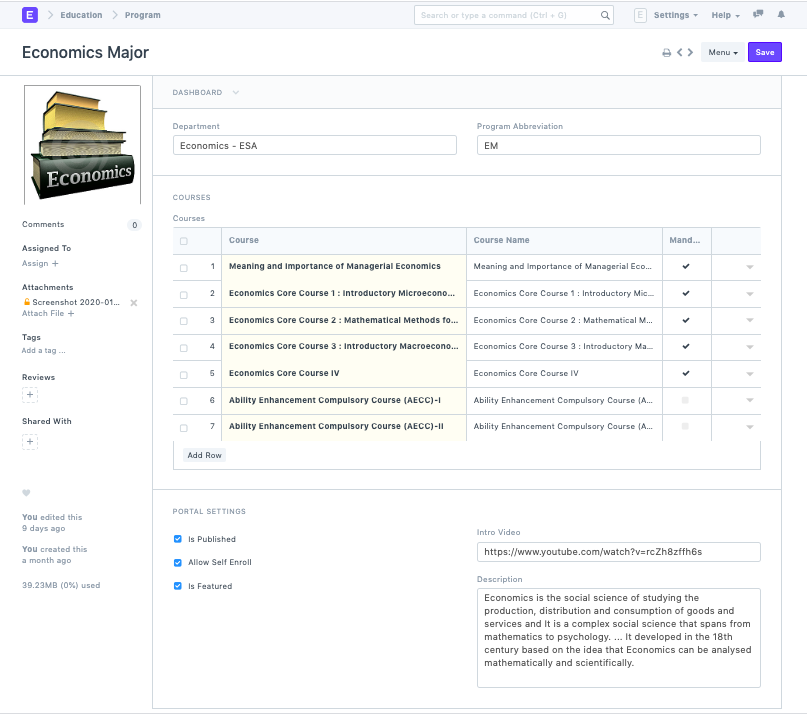 E Education Program
Search or type a command (Ctrl + G)
E Settings Help
Economics Major
Menu Save
Economics
Comments 0
Assigned To
Assign +
Attachments
Screenshot 2020-01...
Attach File +
Tags
Add a tag ...
Reviews
+
Shared With
+
You edited this
9 days ago
You created this
a month ago
39.23MB (0%) used
DASHBOARD
Department
Economics - ESA
Program Abbreviation
EM
COURSES
Courses
Course Course Name Mand...
1 Meaning and Importance of Managerial Economics Meaning and Importance of Managerial Eco...
2 Economics Core Course 1 : Introductory Microecono... Economics Core Course 1 : Introductory Mic...
3 Economics Core Course 2 : Mathematical Methods fo... Economics Core Course 2 : Mathematical M...
4 Economics Core Course 3 : Introductory Macroecono... Economics Core Course 3 : Introductory Ma...
5 Economics Core Course IV Economics Core Course IV
6 Ability Enhancement Compulsory Course (AECC)-I Ability Enhancement Compulsory Course (A...
7 Ability Enhancement Compulsory Course (AECC)-II Ability Enhancement Compulsory Course (A...
Add Row
PORTAL SETTINGS
Is Published
Allow Self Enroll
Is Featured
Intro Video
https://www.youtube.com/watch?v=rcZh8zffh6s
Description
Economics is the social science of studying the
production, distribution and consumption of goods and
services and It is a complex social science that spans from
mathematics to psychology. ... It developed in the 18th
century based on the idea that Economics can be analysed
mathematically and scientifically.